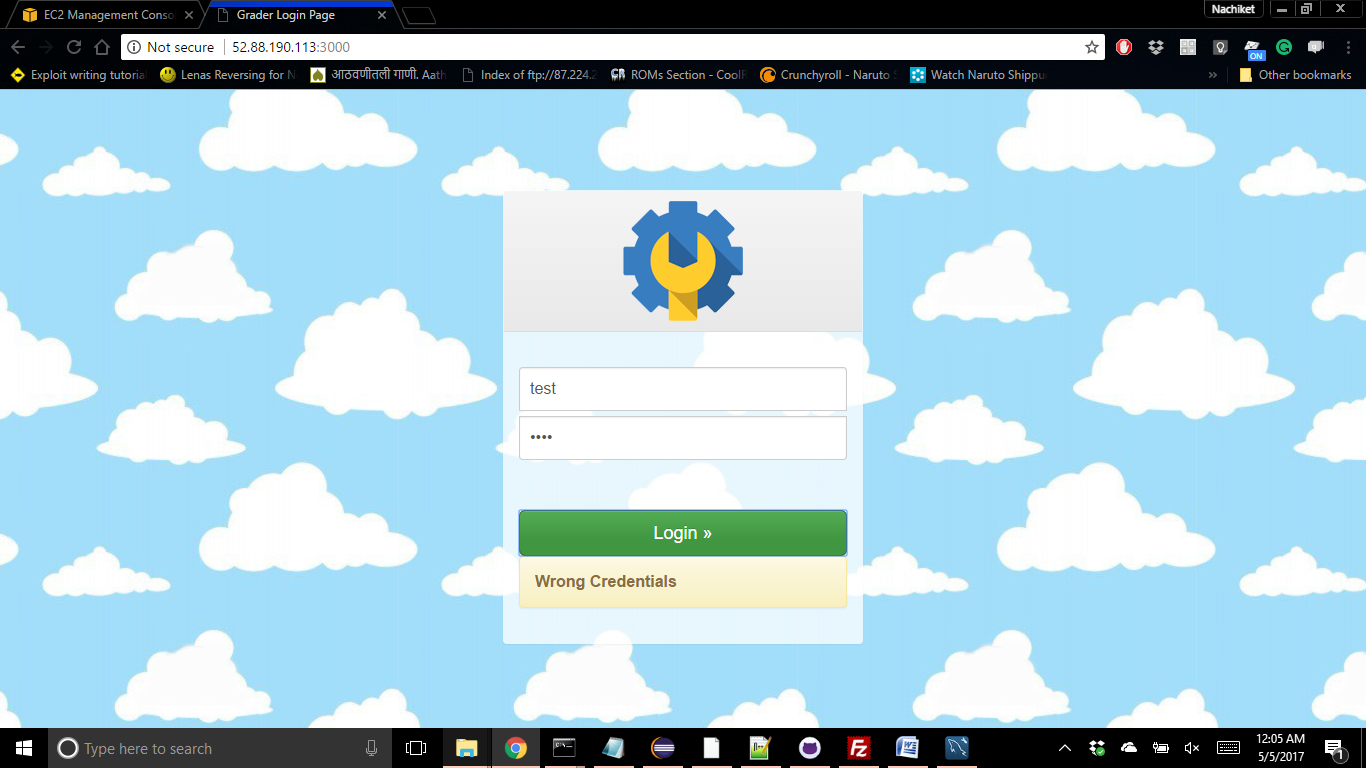 Nachiket
EC2 Management Conso
Grader Login Page
Not secure
52.88.190.113:3000
ON
Exploit writing tutorial
Lenas Reversing for N
आठवणीतली गाणी. Aath
Index of ftp://87.224.2
ROMs Section - CoolR
Crunchyroll - Naruto S
Watch Naruto Shippu
»
Other bookmarks
test
••••
Login »
Wrong Credentials
Type here to search
12:05 AM
5/5/2017
1